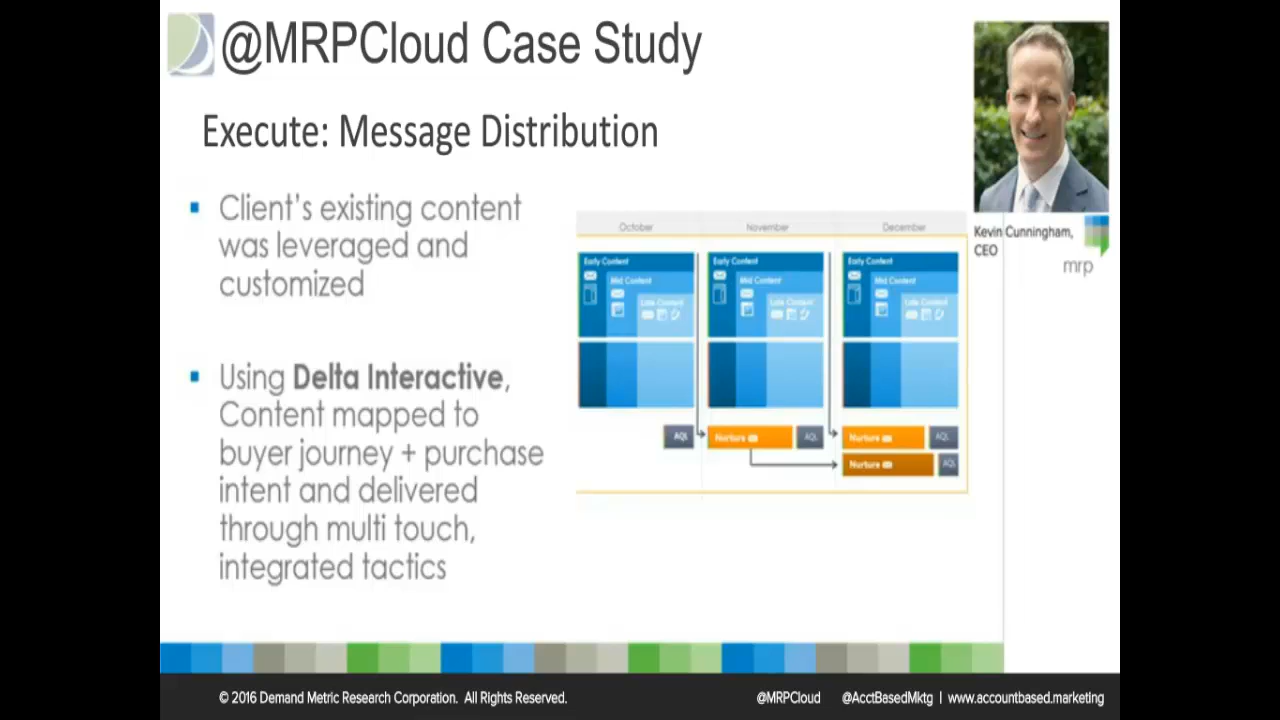 @MRPCloud Case Study
Execute: Message Distribution
Client's existing content
was leveraged and
customized
Using Delta Interactive,
Content mapped to
buyer journey + purchase
intent and delivered
through multi touch,
integrated tactics
October November December
Early Content Early Content Early Content
Mid Content Mid Content Mid Content
Late Content Late Content Late Content
AQL Nurture AQL Nurture AQL
Nurture AQL
Kevin Cunningham,
CEO
mrp
© 2016 Demand Metric Research Corporation. All Rights Reserved.
@MRPCloud @AcctBasedMktg | www.accountbased.marketing